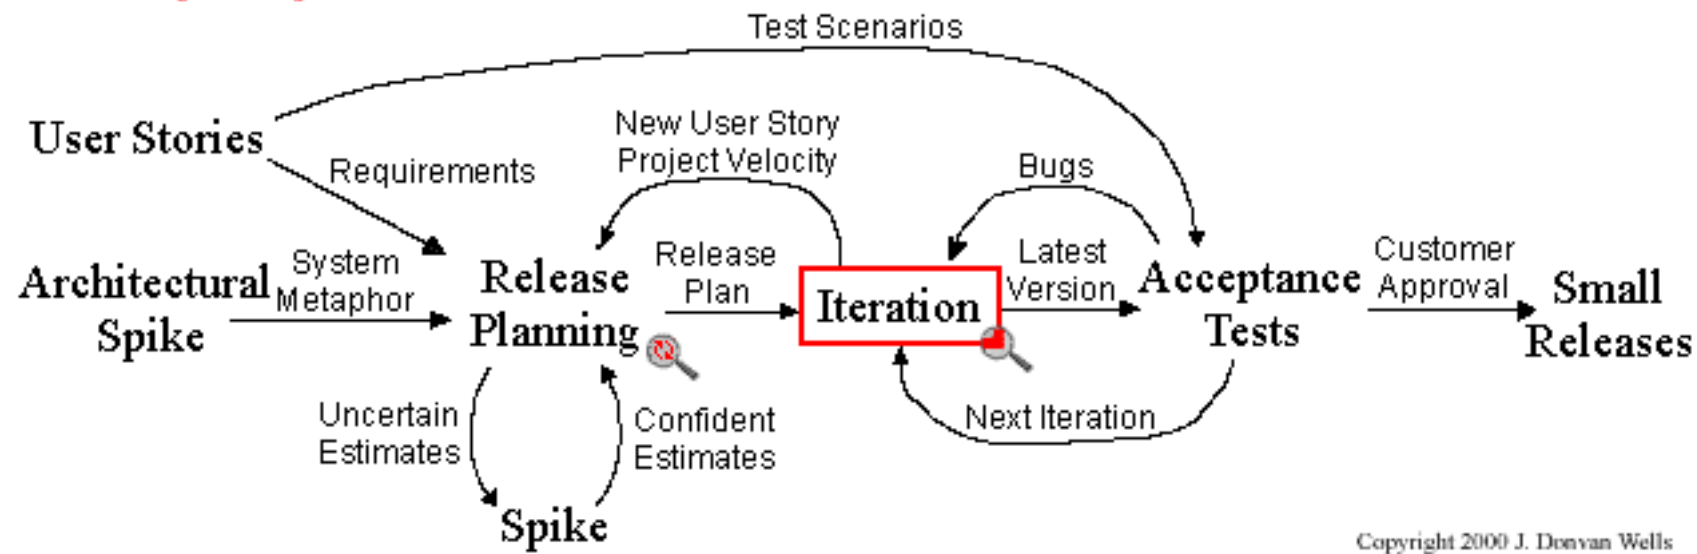 Test Scenarios
User Stories
Requirements
New User Story
Project Velocity
Bugs
Architectural
Spike
System
Metaphor
Release
Planning
Release
Plan
Iteration
Latest
Version
Acceptance
Tests
Customer
Approval
Small
Releases
Uncertain
Estimates
Confident
Estimates
Next Iteration
Spike
Copyright 2000 J. Donvan Wells